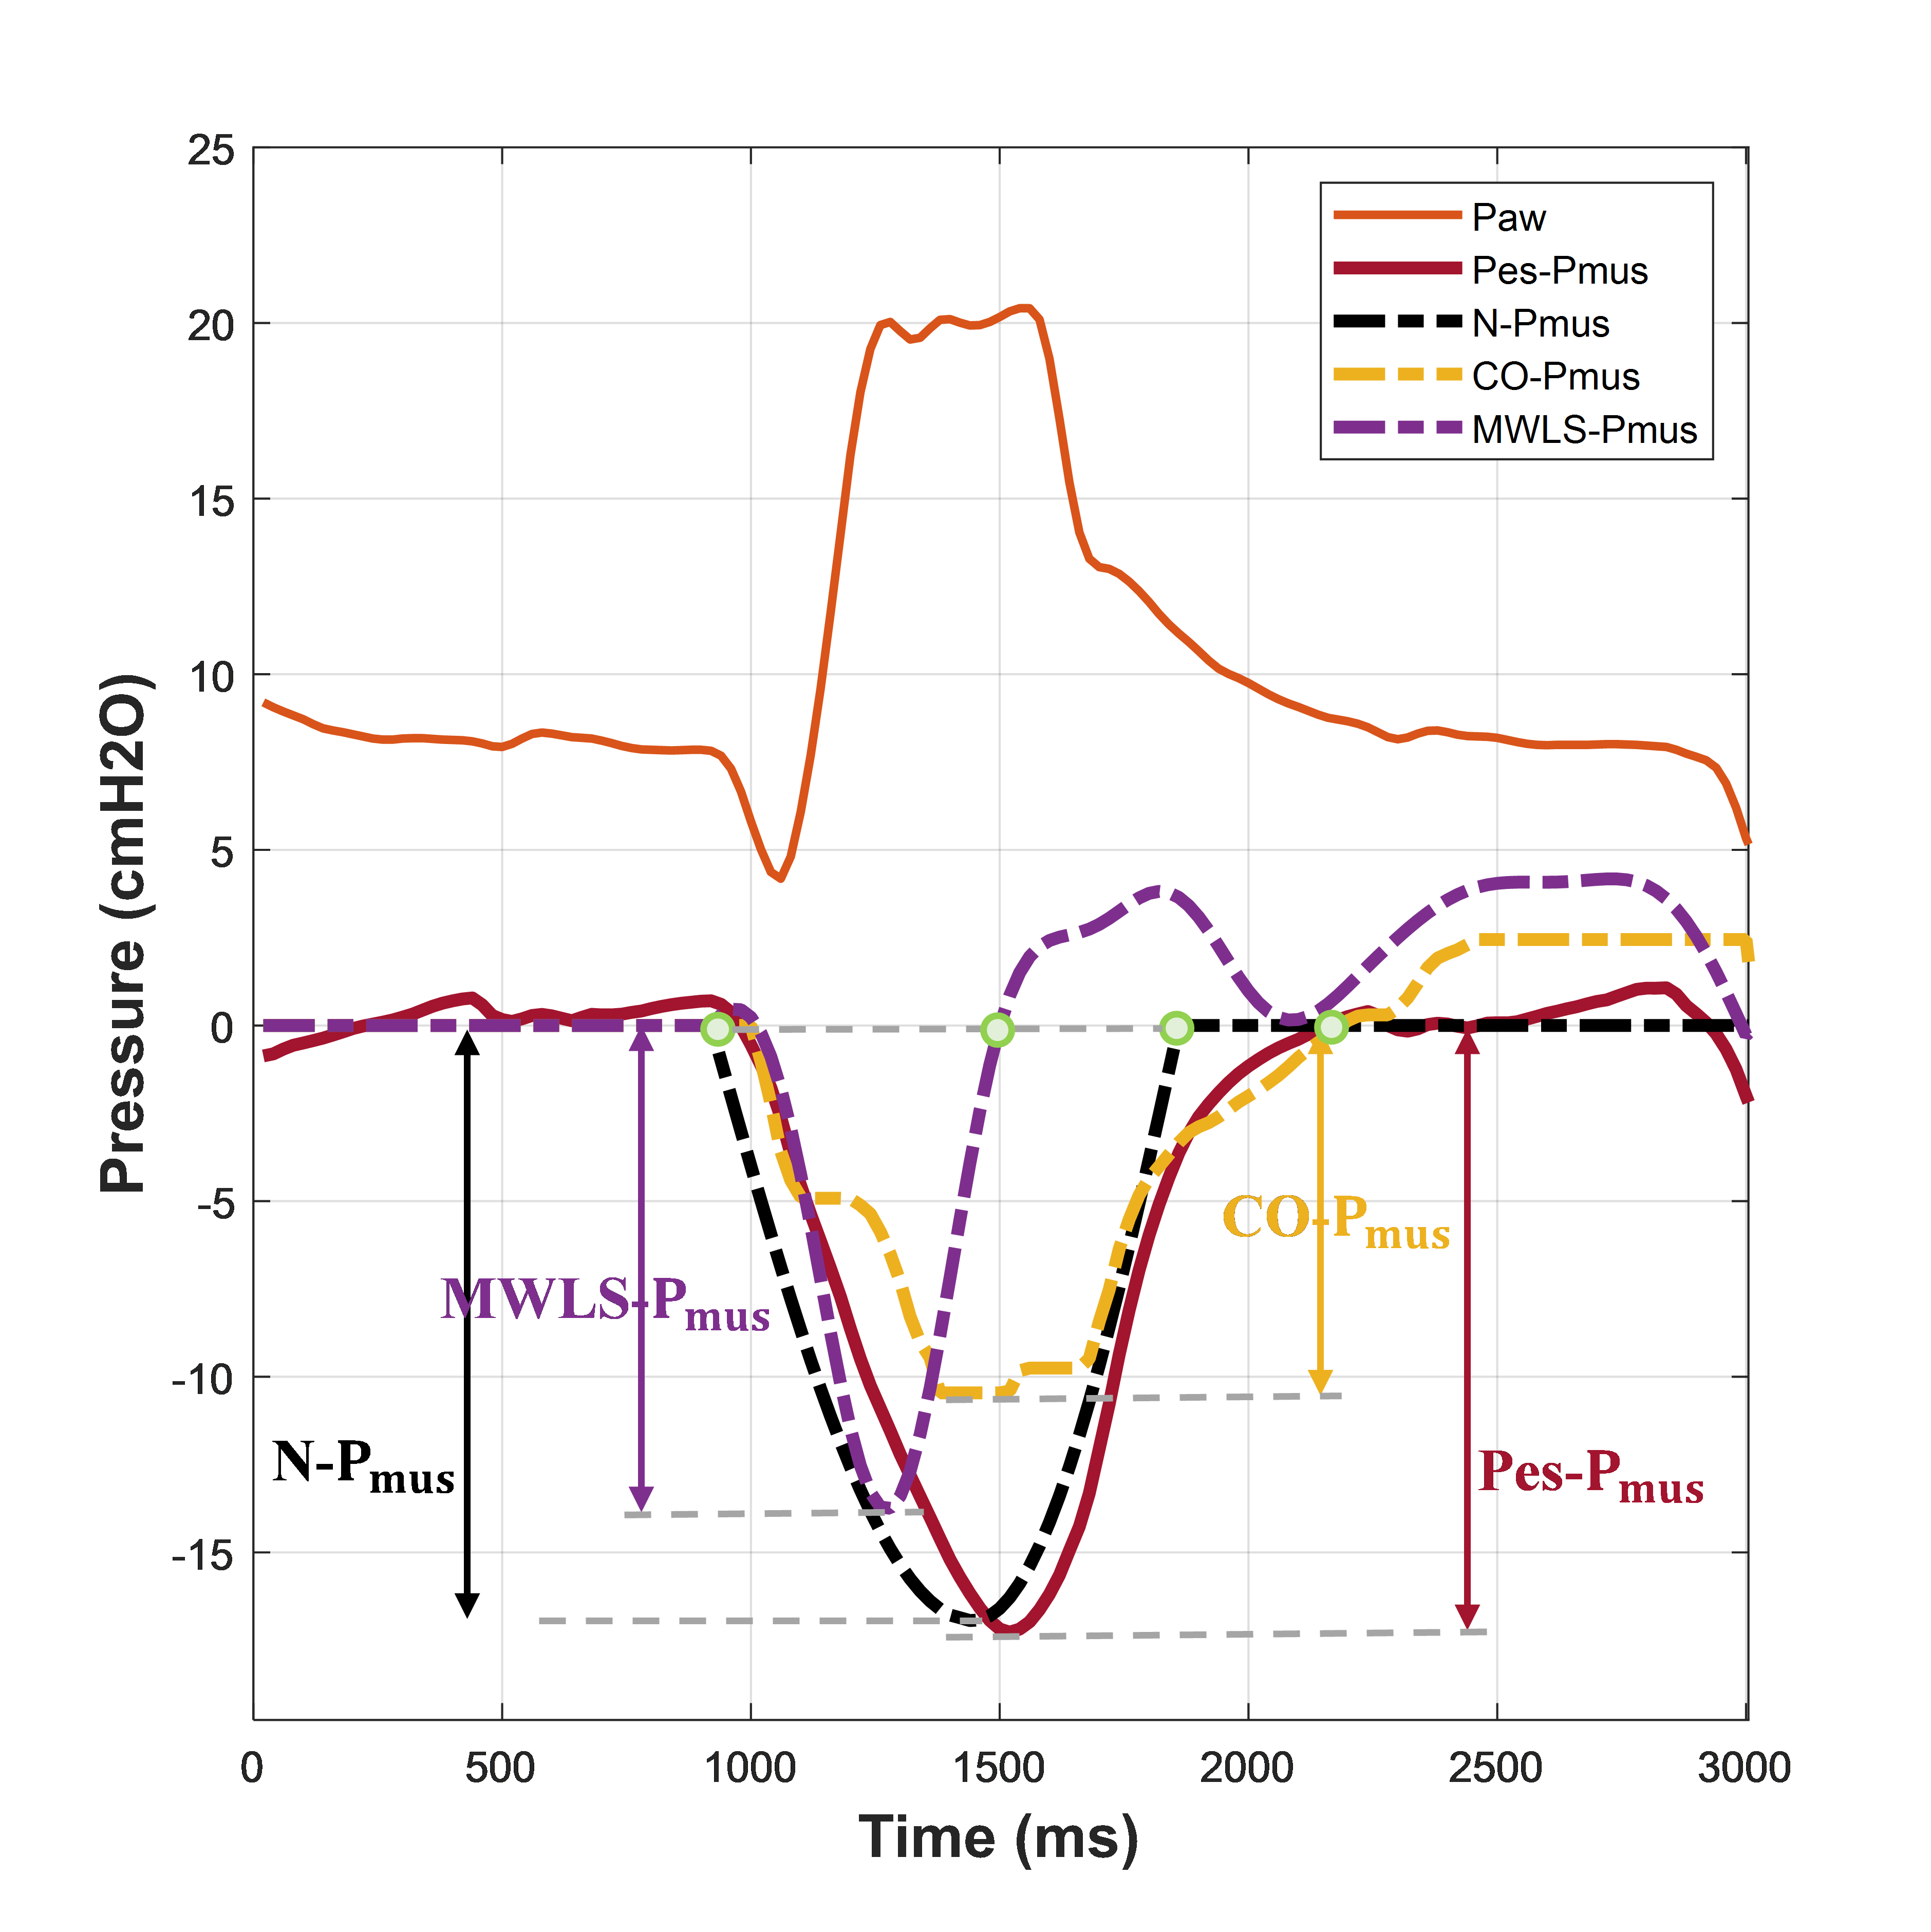 25
20
15
10
5
0
-5
-10
-15
Pressure (cmH2O)
Paw
Pes-Pmus
N-Pmus
CO-Pmus
MWLS-Pmus
CO-Pmus
MWLS-Pmus
N-Pmus
Pes-Pmus
0 500 1000 1500 2000 2500 3000
Time (ms)